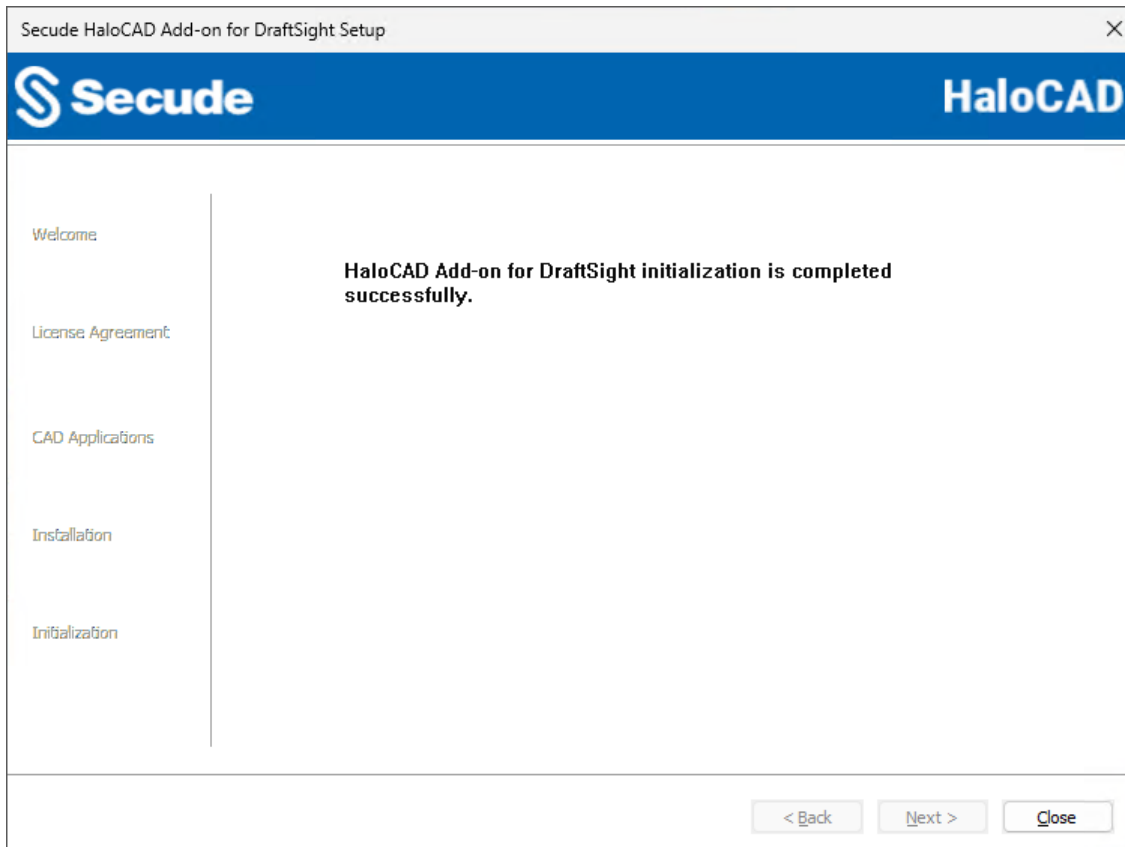 Secude HaloCAD Add-on for DraftSight Setup
Secude
HaloCAD
Welcome
License Agreement
CAD Applications
Installation
Initialization
HaloCAD Add-on for DraftSight initialization is completed
successfully.
< Back
Next >
Close